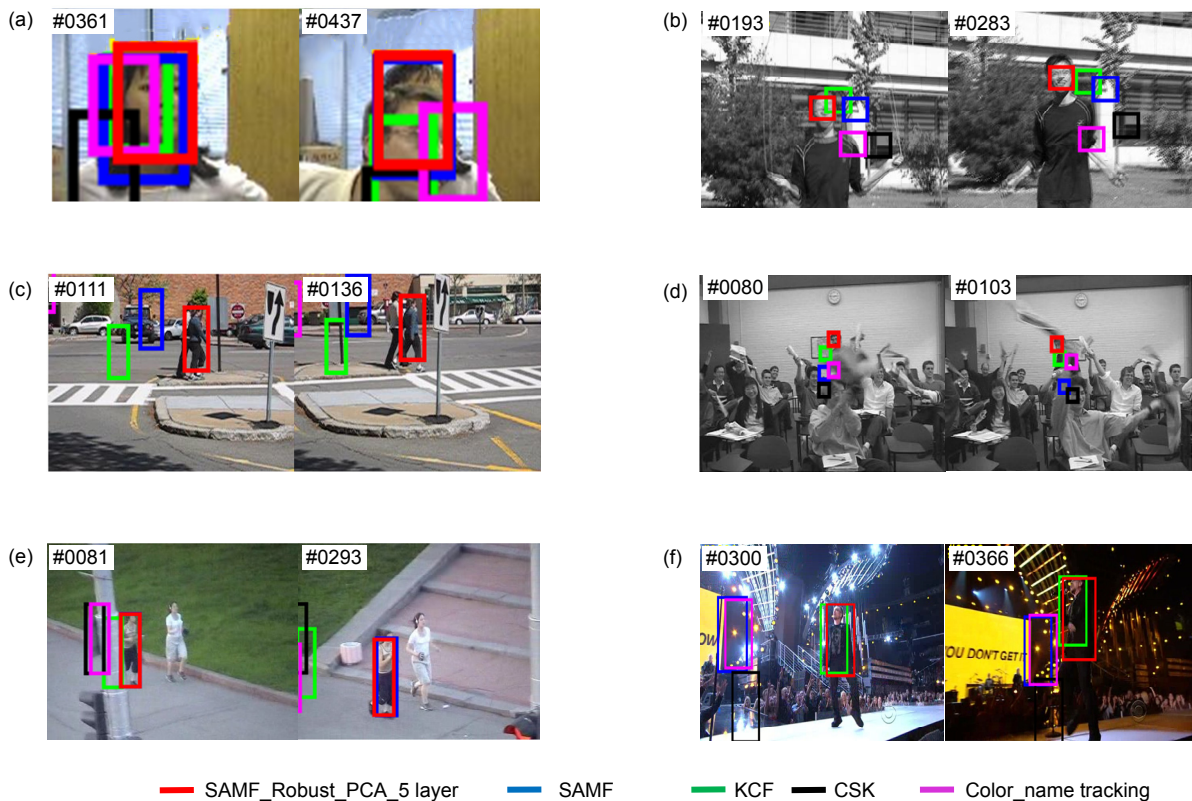 (a) #0361 #0437
(b) #0193 #0283
(c) #0111 #0136
(d) #0080 #0103
(e) #0081 #0293
(f) #0300 #0366
OW
YOU DON'T GET IT
SAMF_Robust_PCA_5 layer SAMF KCF CSK Color_name tracking